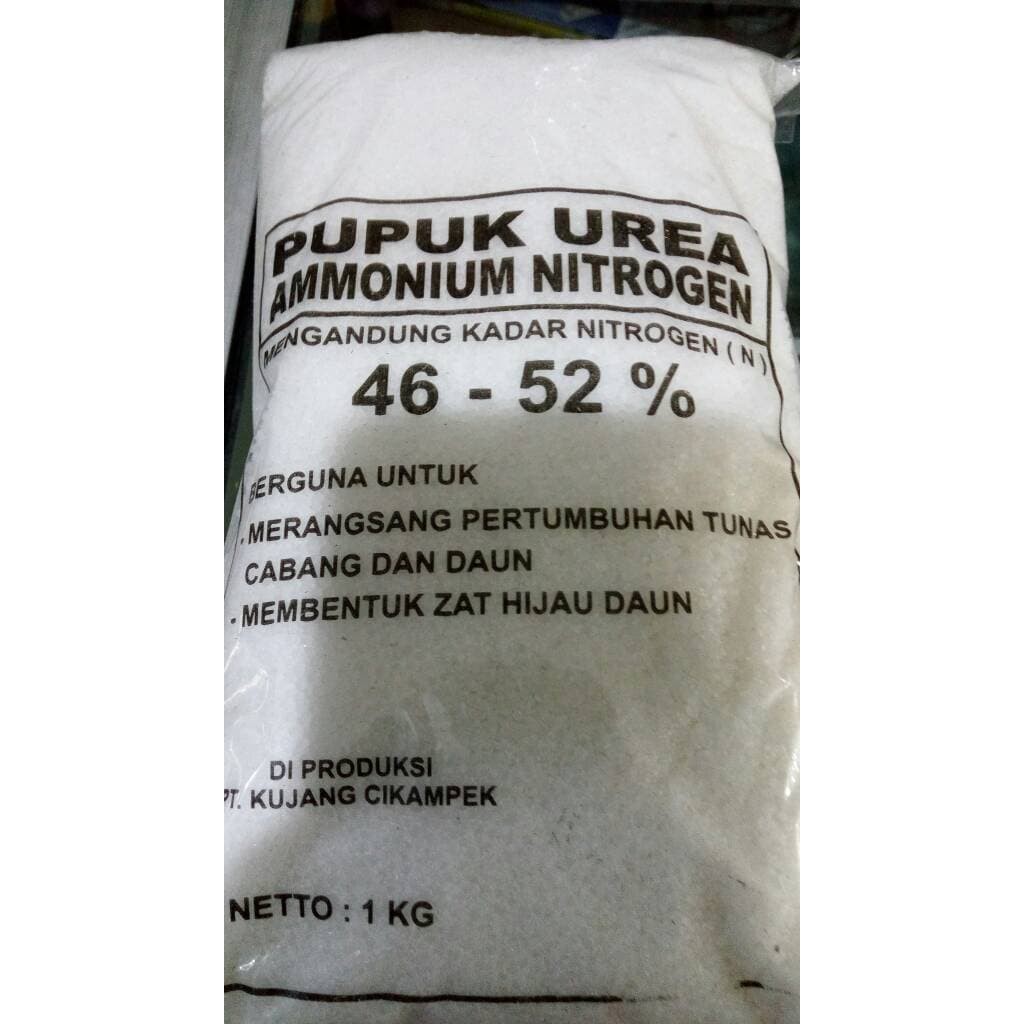 PUPUK UREA
AMMONIUM NITROGEN
MENGANDUNG KADAR NITROGEN ( N )
46 - 52 %
BERGUNA UNTUK
- MERANGSANG PERTUMBUHAN TUNAS
CABANG DAN DAUN
- MEMBENTUK ZAT HIJAU DAUN
DI PRODUKSI
PT. KUJANG CIKAMPEK
NETTO : 1 KG